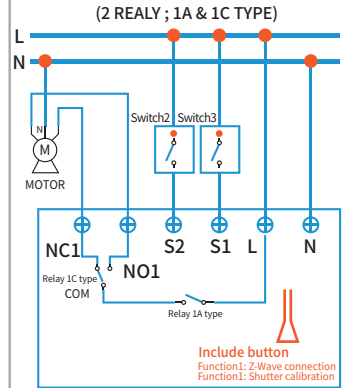 (2 REALY ; 1A & 1C TYPE)
L
N
Switch2 Switch3
N
M
MOTOR
NC1
NO1
S2
S1
L
N
Relay 1C type
COM
Relay 1A type
Include button
Function1: Z-Wave connection
Function1: Shutter calibration